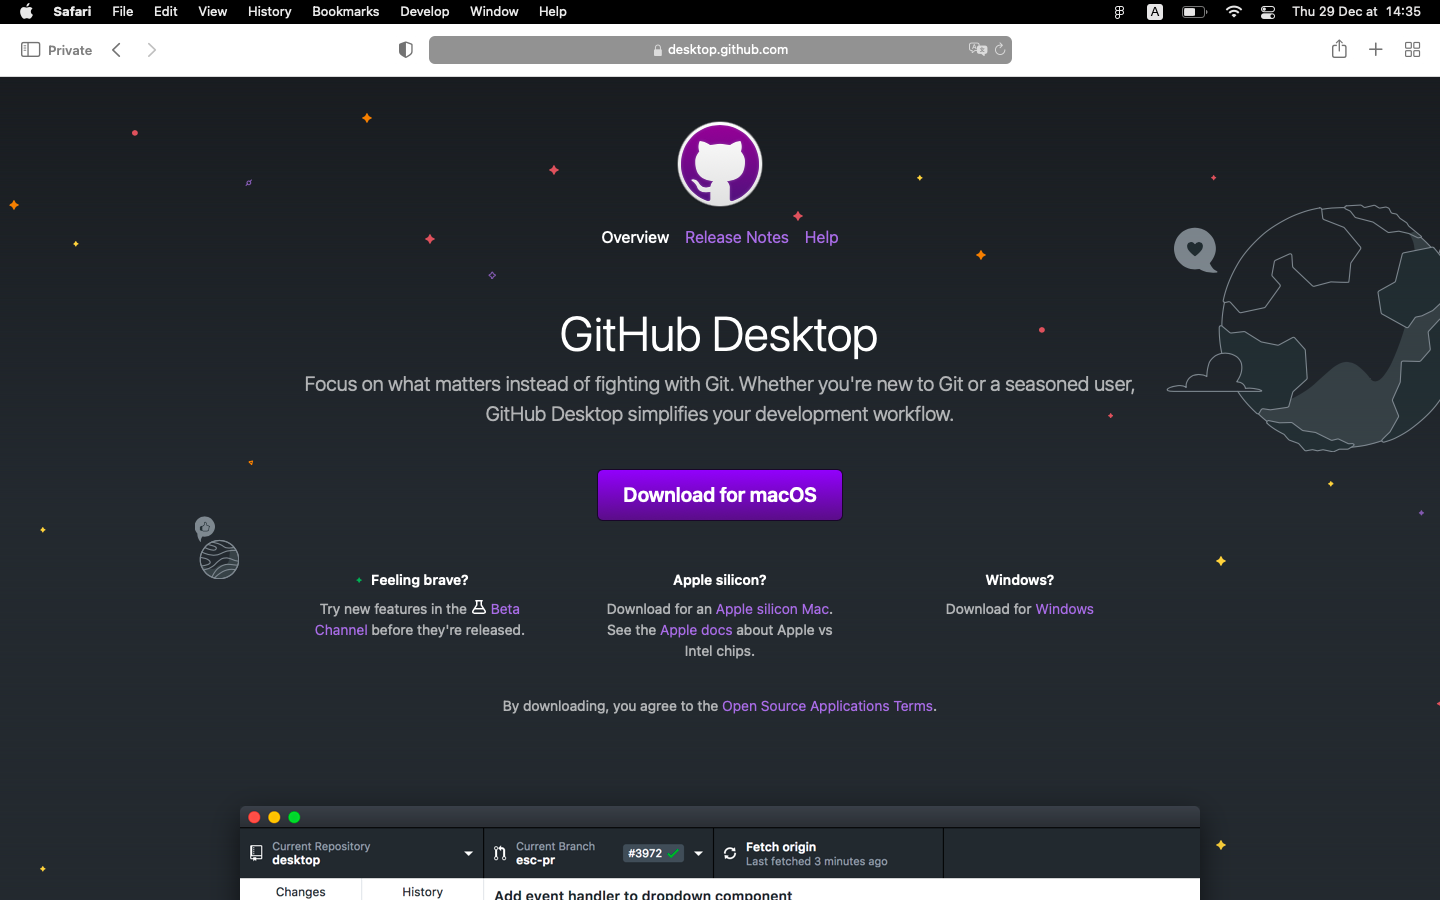 Safari File Edit View History Bookmarks Develop Window Help A Thu 29 Dec at 14:35
Private desktop.github.com
Overview Release Notes Help
GitHub Desktop
Focus on what matters instead of fighting with Git. Whether you're new to Git or a seasoned user,
GitHub Desktop simplifies your development workflow.
Download for macOS
Feeling brave?
Try new features in the Beta
Channel before they're released.
Apple silicon?
Download for an Apple silicon Mac.
See the Apple docs about Apple vs
Intel chips.
Windows?
Download for Windows
By downloading, you agree to the Open Source Applications Terms.
Current Repository
desktop
Current Branch
esc-pr
#3972
Fetch origin
Last fetched 3 minutes ago
Changes History
Add event handler to dropdown component